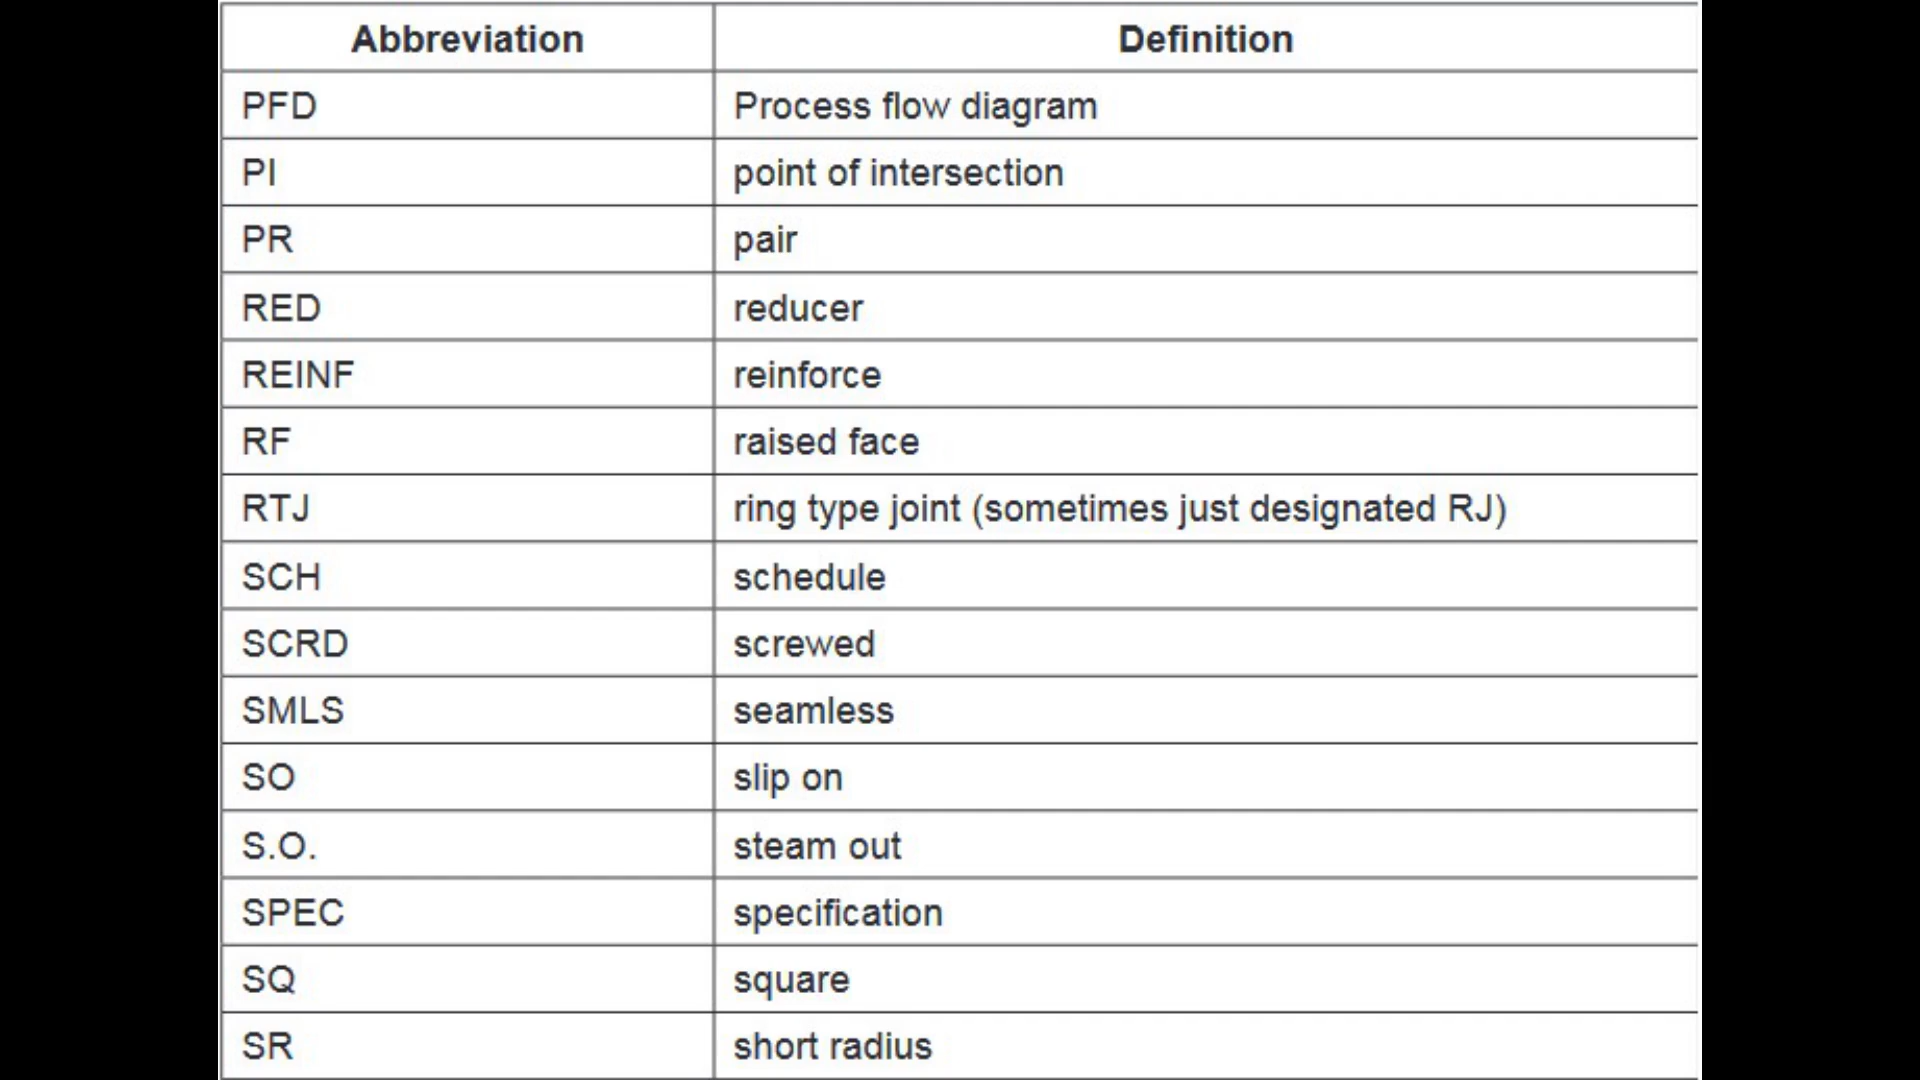 Abbreviation Definition
PFD Process flow diagram
PI point of intersection
PR pair
RED reducer
REINF reinforce
RF raised face
RTJ ring type joint (sometimes just designated RJ)
SCH schedule
SCRD screwed
SMLS seamless
SO slip on
S.O. steam out
SPEC specification
SQ square
SR short radius